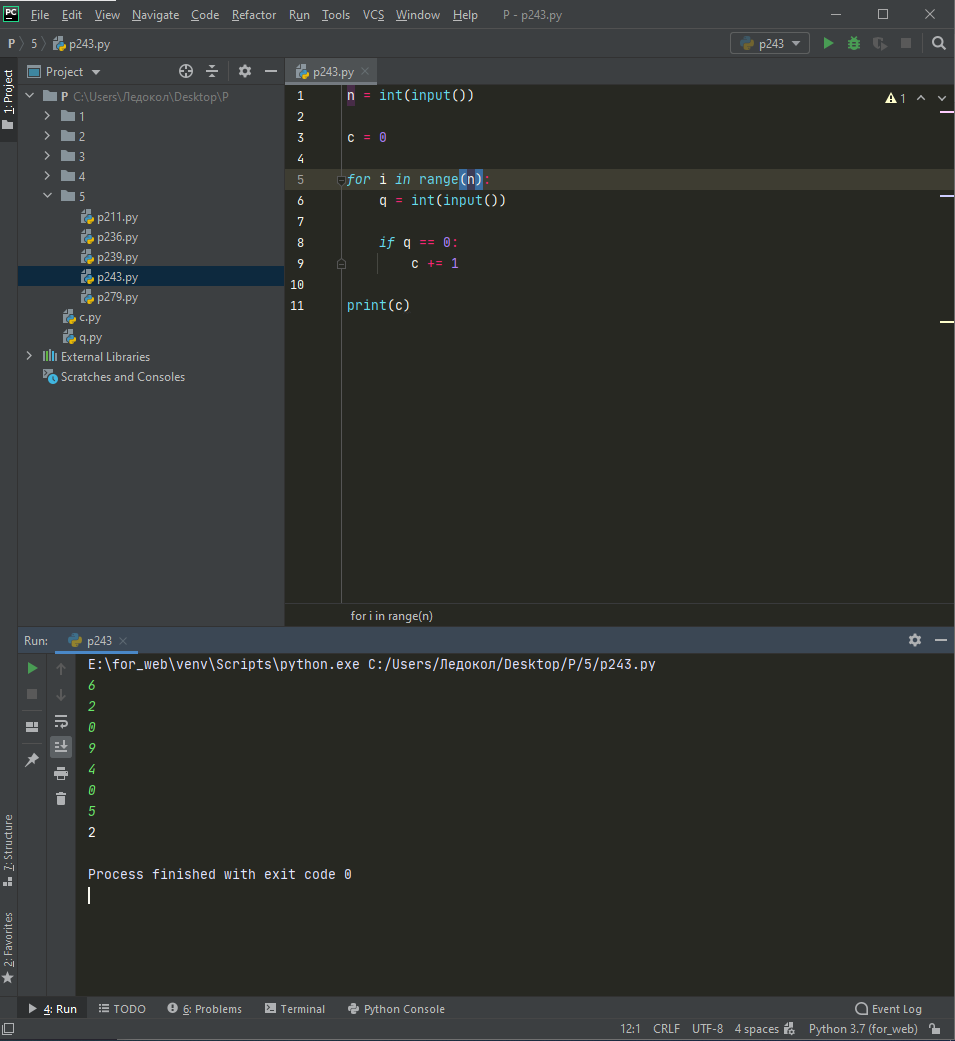 PC File Edit View Navigate Code Refactor Run Tools VCS Window Help P - p243.py
P 5 p243.py p243
1: Project
Project
P C:\Users\Ледокол\Desktop\P
1
2
3
4
5
p211.py
p236.py
p239.py
p243.py
p279.py
c.py
q.py
External Libraries
Scratches and Consoles
p243.py
1 n = int(input())
2
3 c = 0
4
5 for i in range(n):
6 q = int(input())
7
8 if q == 0:
9 c += 1
10
11 print(c)
1
for i in range(n)
Run: p243
E:\for_web\venv\Scripts\python.exe C:/Users/Ледокол/Desktop/P/5/p243.py
6
2
0
9
4
0
5
2
Process finished with exit code 0
7: Structure
2: Favorites
4: Run TODO 6: Problems Terminal Python Console Event Log
12:1 CRLF UTF-8 4 spaces Python 3.7 (for_web)